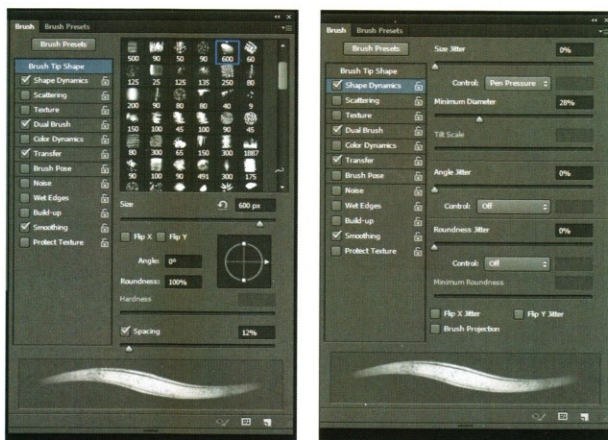 Brush Brush Presets
Brush Presets
Brush Tip Shape
Shape Dynamics
Scattering
Texture
Dual Brush
Color Dynamics
Transfer
Brush Pose
Noise
Wet Edges
Build-up
Smoothing
Protect Texture
500 90 50 90 600 60
125 25 125 135 250 80
200 90 80 80 40 9
150 100 45 100 90 45
80 300 65 150 300 1887
90 100 90 491 300 175
Size 600 px
Flip X Flip Y
Angle: 0°
Roundness: 100%
Hardness
Spacing 12%
Brush Brush Presets
Brush Presets
Brush Tip Shape
Shape Dynamics
Scattering
Texture
Dual Brush
Color Dynamics
Transfer
Brush Pose
Noise
Wet Edges
Build-up
Smoothing
Protect Texture
Size Jitter 0%
Control: Pen Pressure
Minimum Diameter 28%
Tilt Scale
Angle Jitter 0%
Control: Off
Roundness Jitter 0%
Control: Off
Minimum Roundness
Flip X Jitter Flip Y Jitter
Brush Projection